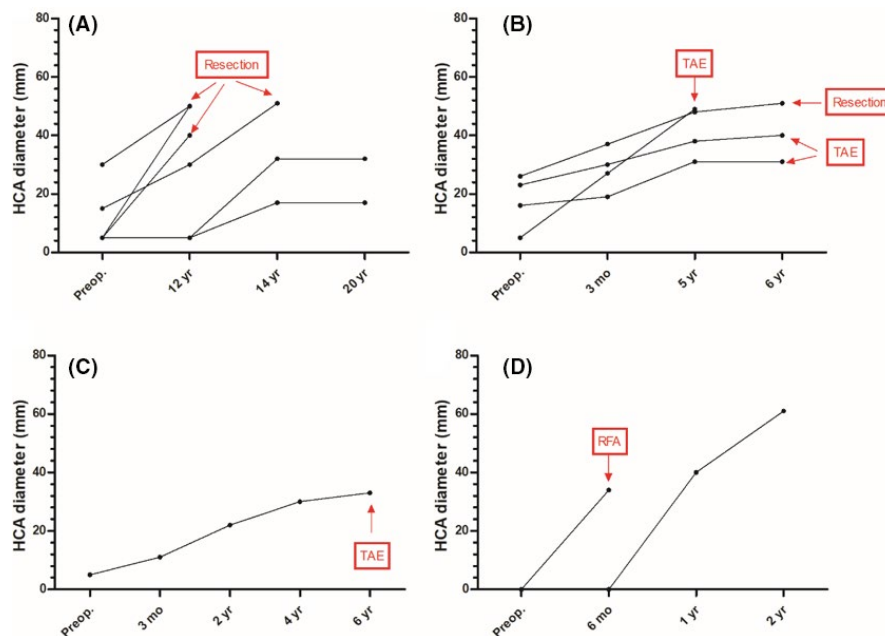 (A)
HCA diameter (mm)
80
60
40
20
0
Resection
Preop.
12 yr
14 yr
20 yr
(B)
HCA diameter (mm)
80
60
40
20
0
TAE
Resection
TAE
Preop.
3 mo
5 yr
6 yr
(C)
HCA diameter (mm)
80
60
40
20
0
TAE
Preop.
3 mo
2 yr
4 yr
6 yr
(D)
HCA diameter (mm)
80
60
40
20
0
RFA
Preop.
6 mo
1 yr
2 yr